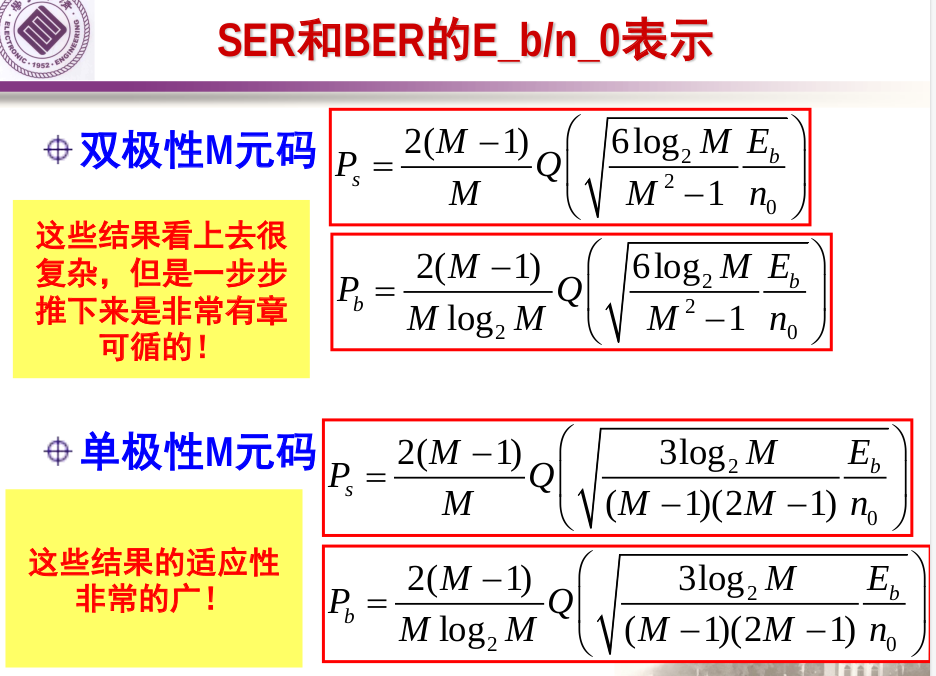 SER和BER的E_b/n_0表示
双极性M元码
P_s = \frac{2(M-1)}{M} Q\left(\sqrt{\frac{6\log_2 M}{M^2-1}\frac{E_b}{n_0}}\right)
这些结果看上去很
复杂，但是一步步
推下来是非常有章
可循的！
P_b = \frac{2(M-1)}{M\log_2 M} Q\left(\sqrt{\frac{6\log_2 M}{M^2-1}\frac{E_b}{n_0}}\right)
单极性M元码
P_s = \frac{2(M-1)}{M} Q\left(\sqrt{\frac{3\log_2 M}{(M-1)(2M-1)}\frac{E_b}{n_0}}\right)
这些结果的适应性
非常的广！
P_b = \frac{2(M-1)}{M\log_2 M} Q\left(\sqrt{\frac{3\log_2 M}{(M-1)(2M-1)}\frac{E_b}{n_0}}\right)
ELECTRONIC·1952·ENGINEERING